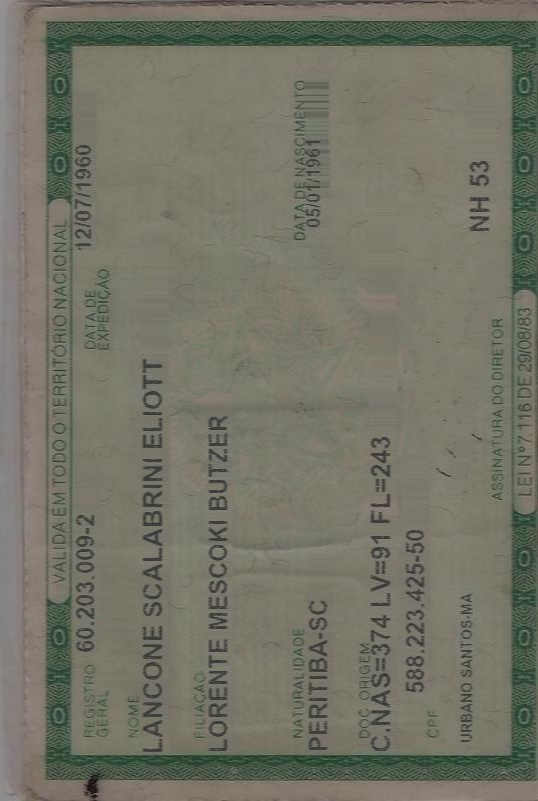 VÁLIDA EM TODO O TERRITÓRIO NACIONAL
REGISTRO GERAL 60.203.009-2 DATA DE EXPEDIÇÃO 12/07/1960
NOME
LANCONE SCALABRINI ELIOTT
FILIAÇÃO
LORENTE MESCOKI BUTZER
NATURALIDADE DATA DE NASCIMENTO
PERITIBA-SC 05/01/1961
DOC ORIGEM
C.NAS=374 LV=91 FL=243
588.223.425-50
CPF
URBANO SANTOS-MA NH 53
ASSINATURA DO DIRETOR
LEI Nº 7.116 DE 29/08/83